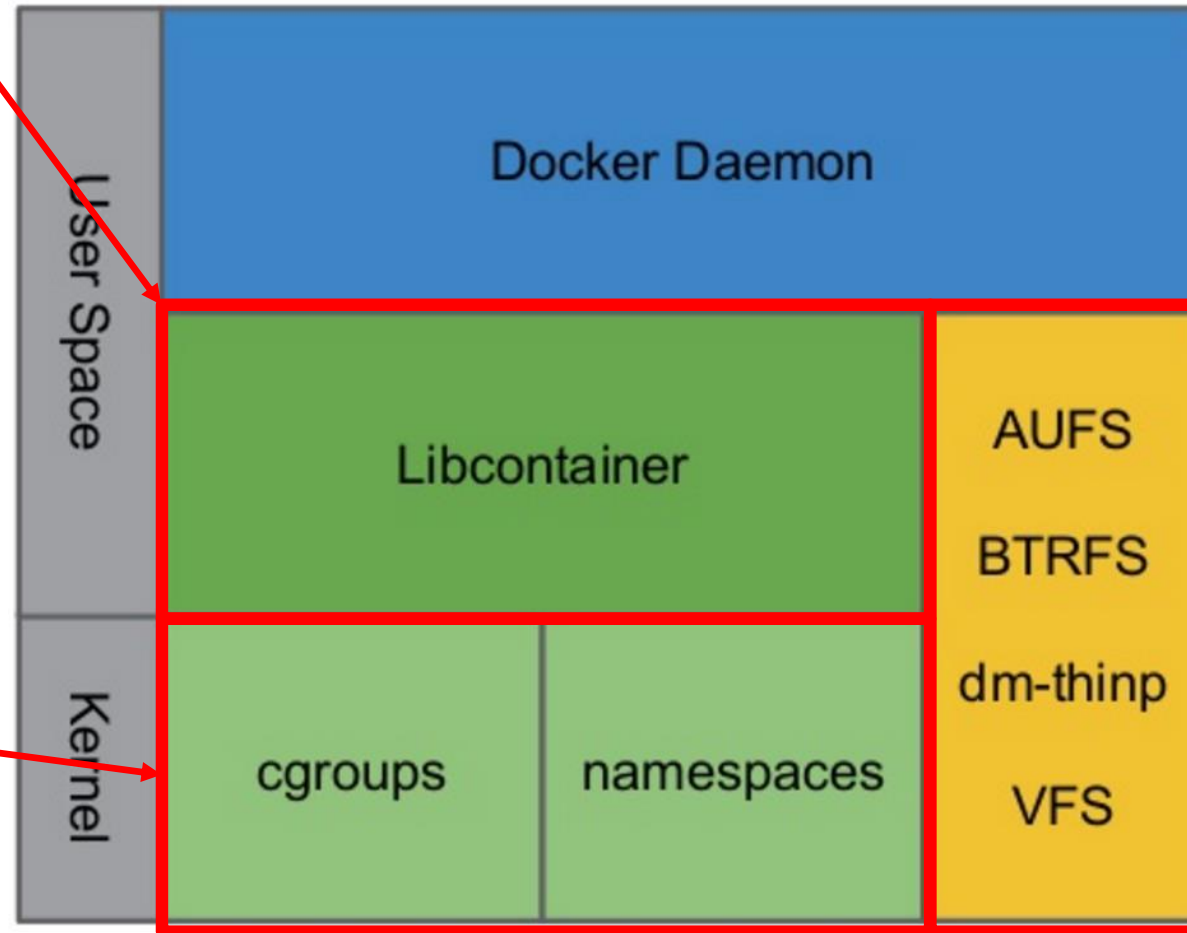 User Space
Docker Daemon
Libcontainer
AUFS
BTRFS
dm-thinp
VFS
Kernel
cgroups
namespaces